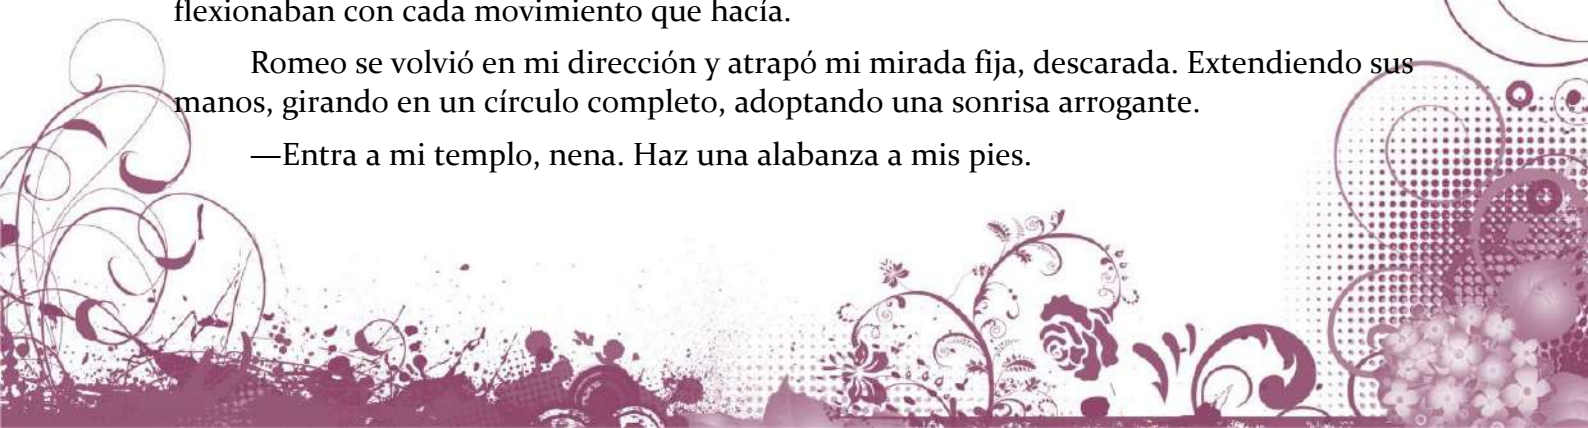 flexionaban con cada movimiento que hacía.
Romeo se volvió en mi dirección y atrapó mi mirada fija, descarada. Extendiendo sus
manos, girando en un círculo completo, adoptando una sonrisa arrogante.
—Entra a mi templo, nena. Haz una alabanza a mis pies.